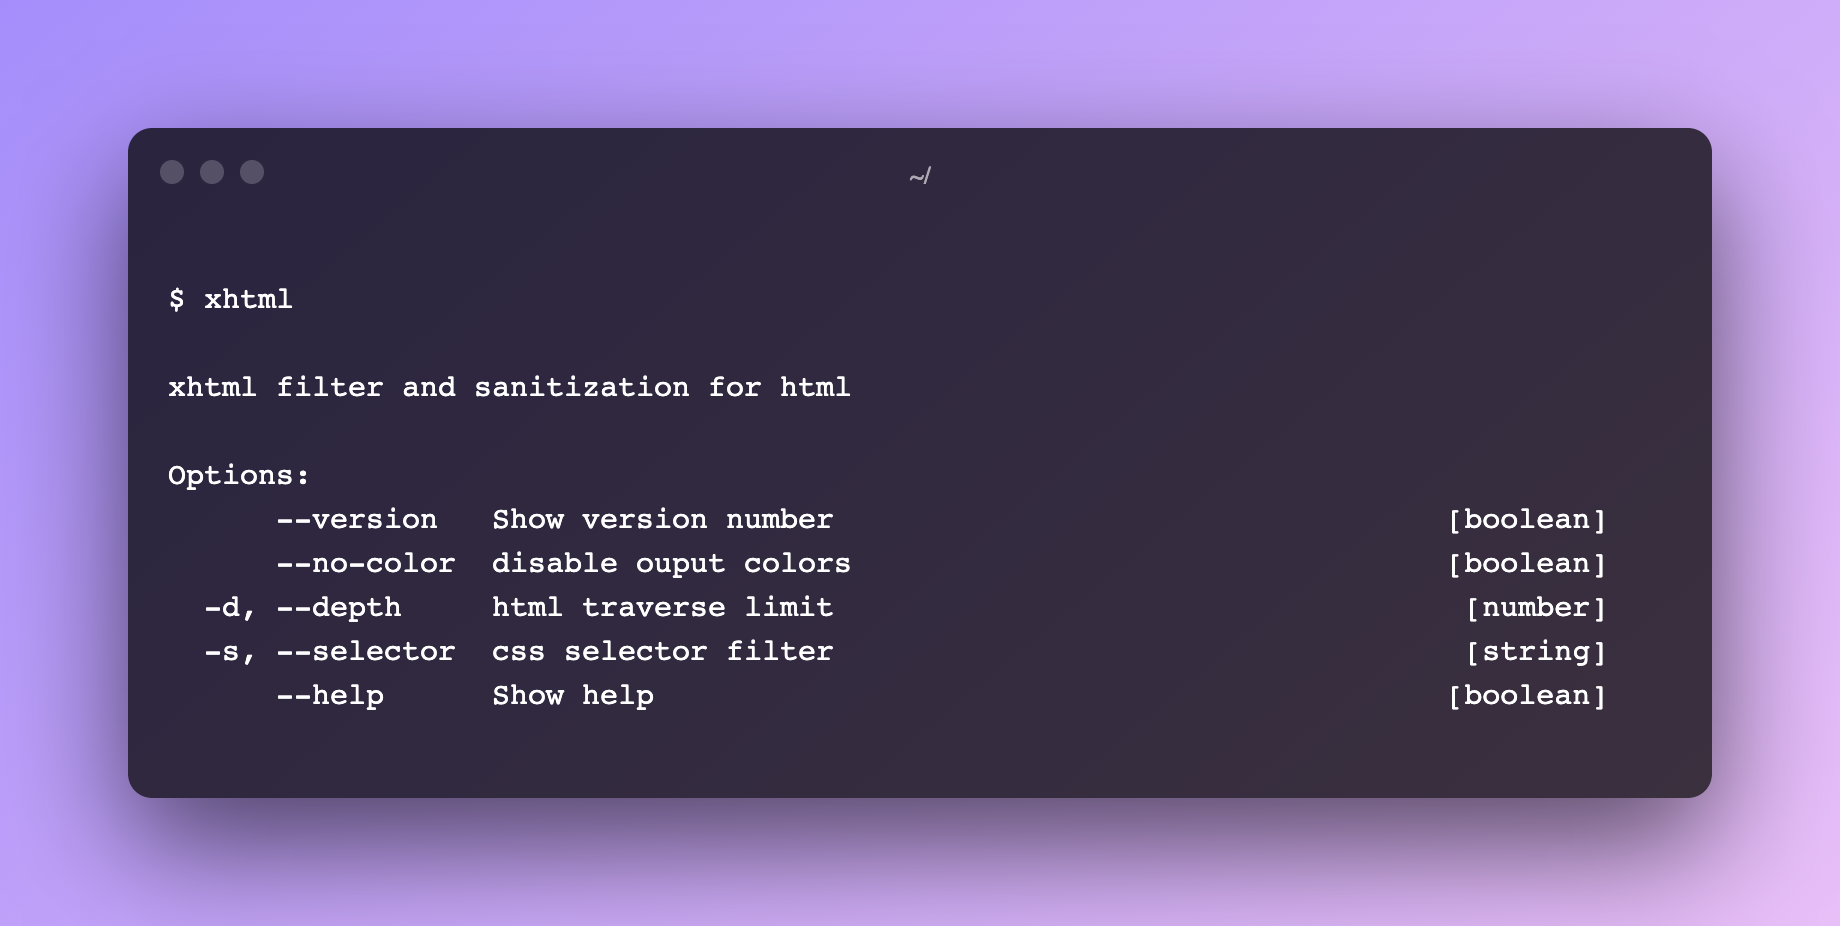 ~/
$ xhtml
xhtml filter and sanitization for html
Options:
      --version   Show version number                                  [boolean]
      --no-color  disable ouput colors                                 [boolean]
  -d, --depth     html traverse limit                                   [number]
  -s, --selector  css selector filter                                   [string]
      --help      Show help                                            [boolean]